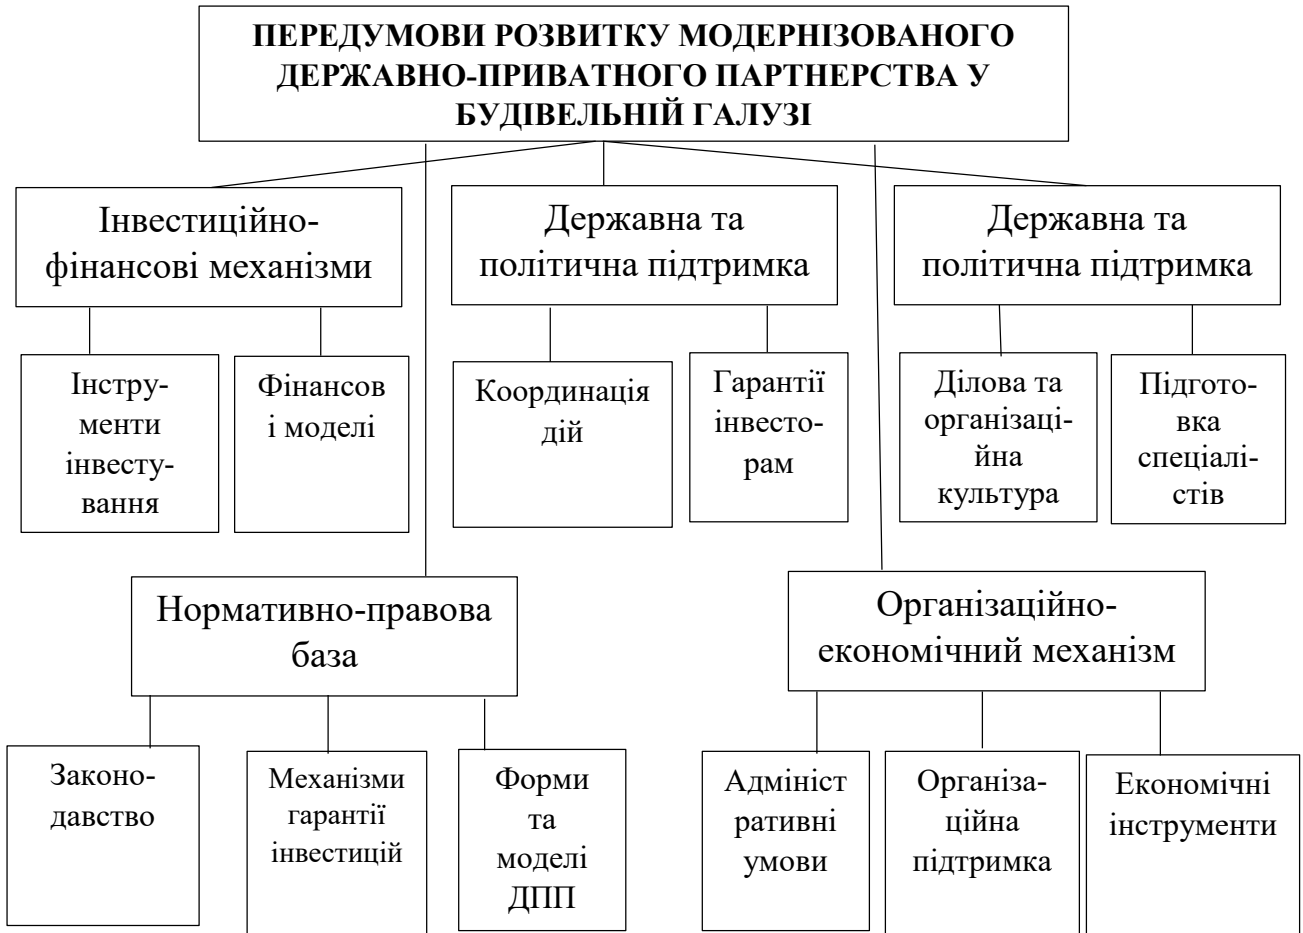 ПЕРЕДУМОВИ РОЗВИТКУ МОДЕРНІЗОВАНОГО
ДЕРЖАВНО-ПРИВАТНОГО ПАРТНЕРСТВА У
БУДІВЕЛЬНІЙ ГАЛУЗІ
Інвестиційно-
фінансові механізми
Державна та
політична підтримка
Державна та
політична підтримка
Інстру-
менти
інвесту-
вання
Фінансов
і моделі
Координація
дій
Гарантії
інвесто-
рам
Ділова та
організаці-
йна
культура
Підгото-
вка
спеціалі-
стів
Нормативно-правова
база
Організаційно-
економічний механізм
Законо-
давство
Механізми
гарантії
інвестицій
Форми
та
моделі
ДПП
Адмініст
ративні
умови
Організа-
ційна
підтримка
Економічні
інструменти